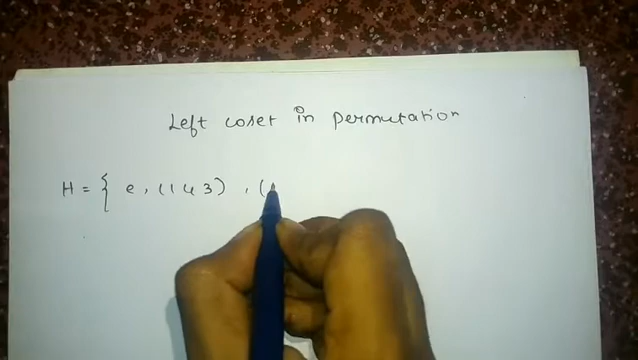 Left coset in permutation
H = { e, (1 4 3), (